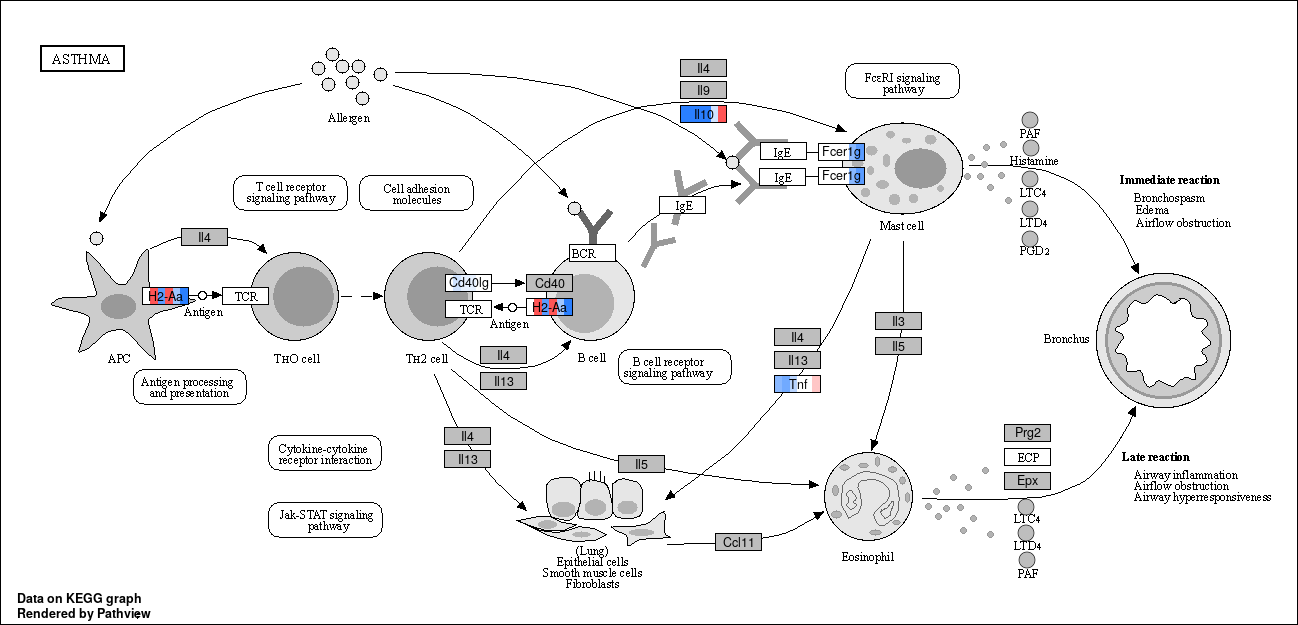 ASTHMA
Allergen
Il4
Il9
Il10
FcεRI signaling
pathway
PAF
Histamine
LTC4
LTD4
PGD2
Immediate reaction
Bronchospasm
Edema
Airflow obstruction
IgE
Fcer1g
IgE
Fcer1g
Mast cell
T cell receptor
signaling pathway
Cell adhesion
molecules
IgE
Il4
BCR
H2-Aa
TCR
Antigen
APC
TH0 cell
Cd40lg
Cd40
TCR
H2-Aa
Antigen
TH2 cell
B cell
Il4
Il13
B cell receptor
signaling pathway
Antigen processing
and presentation
Il4
Il13
Tnf
Il3
Il5
Bronchus
Cytokine-cytokine
receptor interaction
Jak-STAT signaling
pathway
Il4
Il13
Il5
Ccl11
(Lung)
Epithelial cells
Smooth muscle cells
Fibroblasts
Eosinophil
Prg2
ECP
Epx
LTC4
LTD4
PAF
Late reaction
Airway inflammation
Airflow obstruction
Airway hyperresponsiveness
Data on KEGG graph
Rendered by Pathview